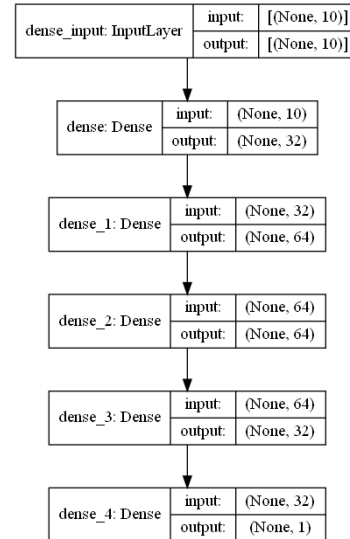 dense_input: InputLayer input: [(None, 10)]
output: [(None, 10)]
dense: Dense input: (None, 10)
output: (None, 32)
dense_1: Dense input: (None, 32)
output: (None, 64)
dense_2: Dense input: (None, 64)
output: (None, 64)
dense_3: Dense input: (None, 64)
output: (None, 32)
dense_4: Dense input: (None, 32)
output: (None, 1)